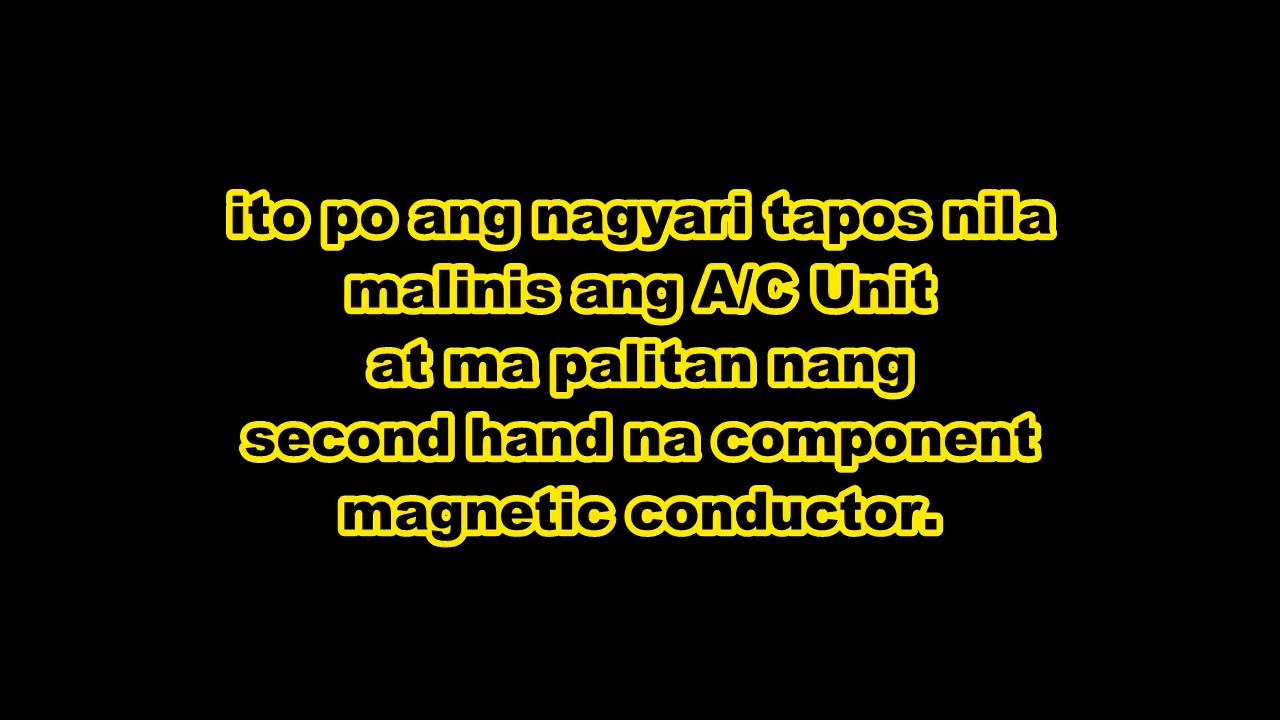 ito po ang nagyari tapos nila
malinis ang A/C Unit
at ma palitan nang
second hand na component
magnetic conductor.